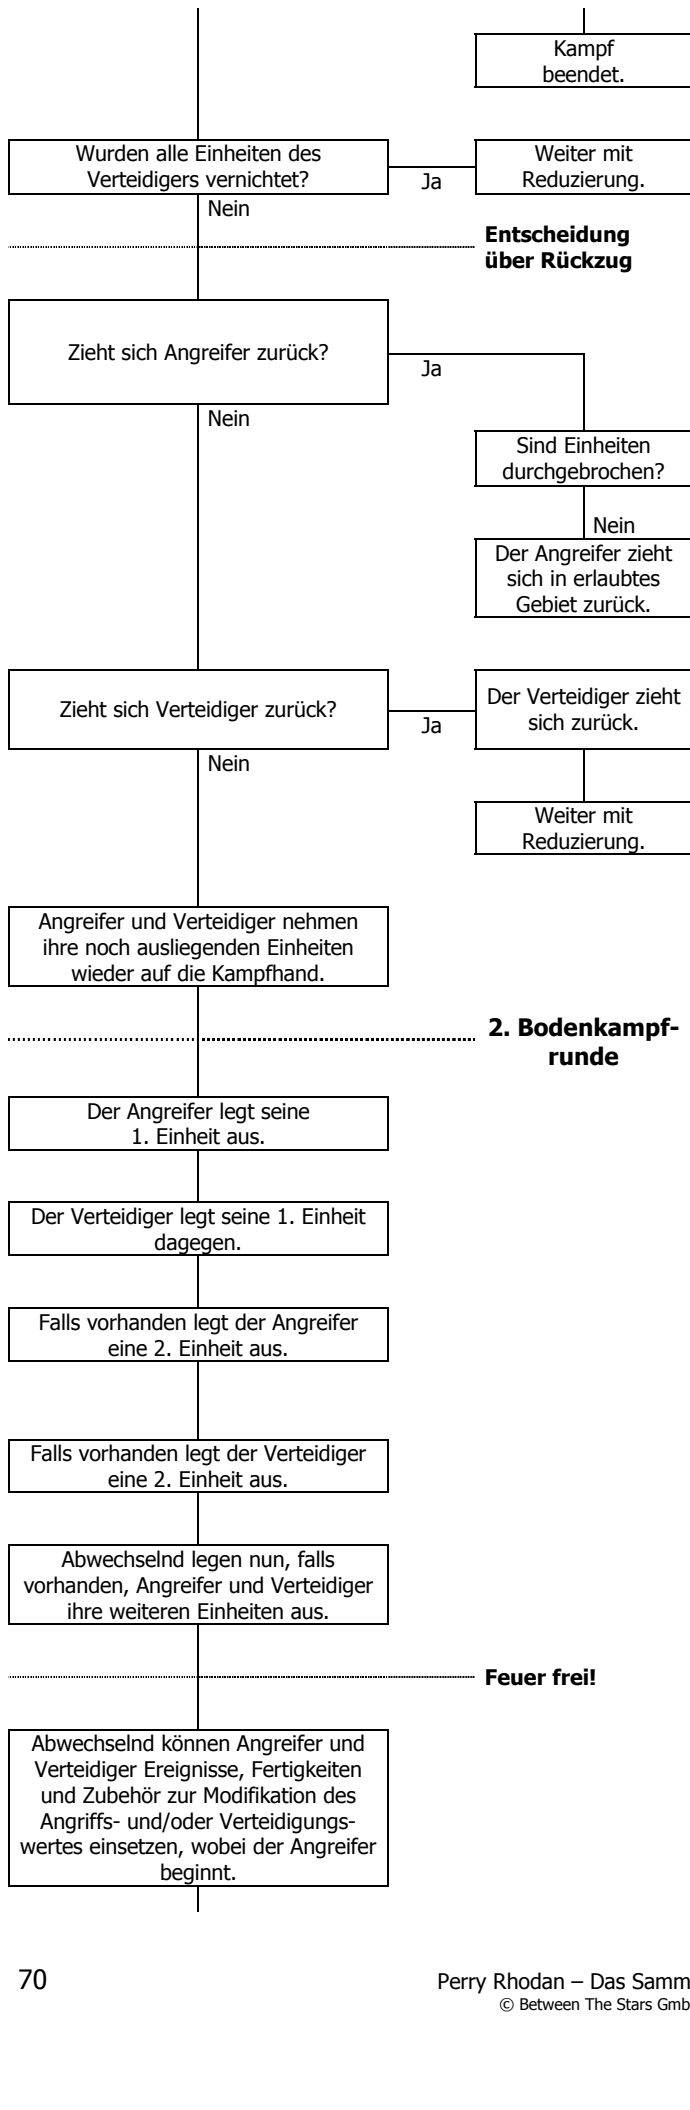 Kampf
beendet.
Wurden alle Einheiten des
Verteidigers vernichtet?
Ja
Weiter mit
Reduzierung.
Nein
Entscheidung
über Rückzug
Zieht sich Angreifer zurück?
Ja
Nein
Sind Einheiten
durchgebrochen?
Nein
Der Angreifer zieht
sich in erlaubtes
Gebiet zurück.
Zieht sich Verteidiger zurück?
Ja
Der Verteidiger zieht
sich zurück.
Nein
Weiter mit
Reduzierung.
Angreifer und Verteidiger nehmen
ihre noch ausliegenden Einheiten
wieder auf die Kampfhand.
2. Bodenkampf-
runde
Der Angreifer legt seine
1. Einheit aus.
Der Verteidiger legt seine 1. Einheit
dagegen.
Falls vorhanden legt der Angreifer
eine 2. Einheit aus.
Falls vorhanden legt der Verteidiger
eine 2. Einheit aus.
Abwechselnd legen nun, falls
vorhanden, Angreifer und Verteidiger
ihre weiteren Einheiten aus.
Feuer frei!
Abwechselnd können Angreifer und
Verteidiger Ereignisse, Fertigkeiten
und Zubehör zur Modifikation des
Angriffs- und/oder Verteidigungs-
wertes einsetzen, wobei der Angreifer
beginnt.
70
Perry Rhodan – Das Samm
© Between The Stars Gmb